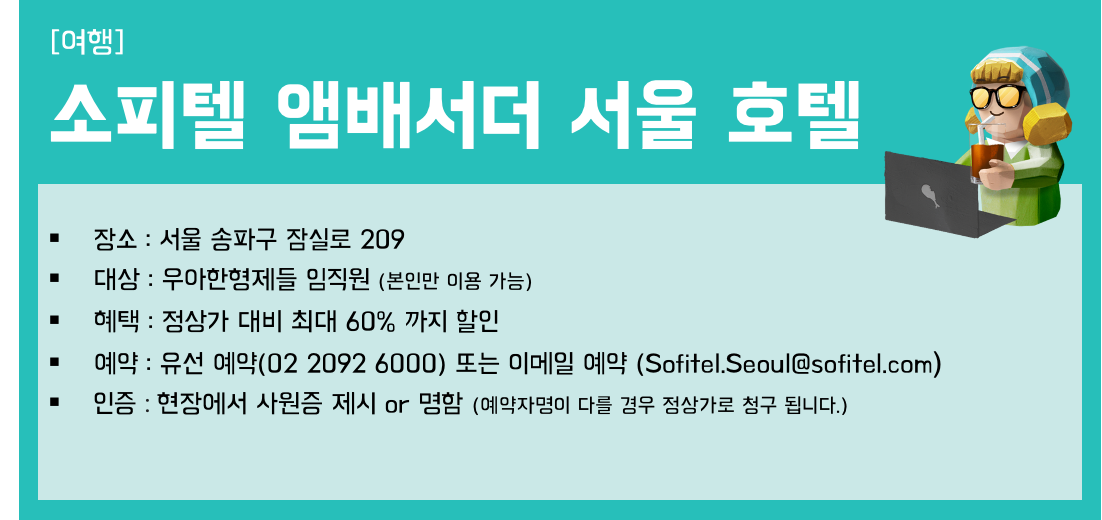 [여행]
소피텔 앰배서더 서울 호텔
▪ 장소 : 서울 송파구 잠실로 209
▪ 대상 : 우아한형제들 임직원 (본인만 이용 가능)
▪ 혜택 : 정상가 대비 최대 60% 까지 할인
▪ 예약 : 유선 예약(02 2092 6000) 또는 이메일 예약 (Sofitel.Seoul@sofitel.com)
▪ 인증 : 현장에서 사원증 제시 or 명함 (예약자명이 다를 경우 정상가로 청구 됩니다.)